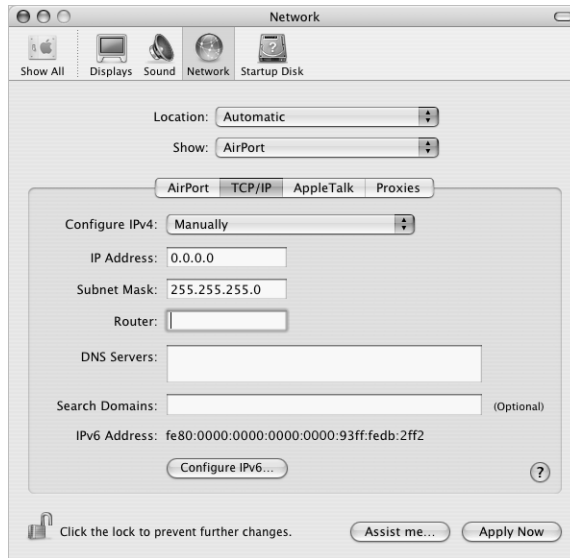 Network
Show All Displays Sound Network Startup Disk
Location: Automatic
Show: AirPort
AirPort TCP/IP AppleTalk Proxies
Configure IPv4: Manually
IP Address: 0.0.0.0
Subnet Mask: 255.255.255.0
Router:
DNS Servers:
Search Domains: (Optional)
IPv6 Address: fe80:0000:0000:0000:0000:93ff:fedb:2ff2
Configure IPv6...
?
Click the lock to prevent further changes. Assist me... Apply Now